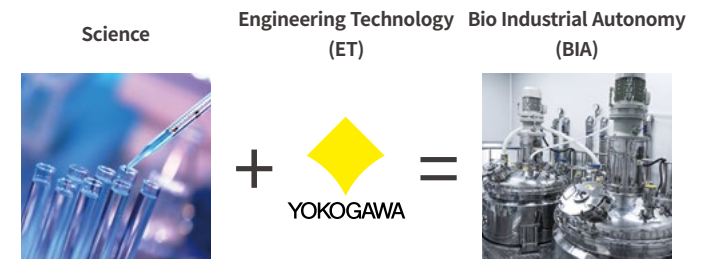 Science
Engineering Technology
(ET)
Bio Industrial Autonomy
(BIA)
+
=
YOKOGAWA